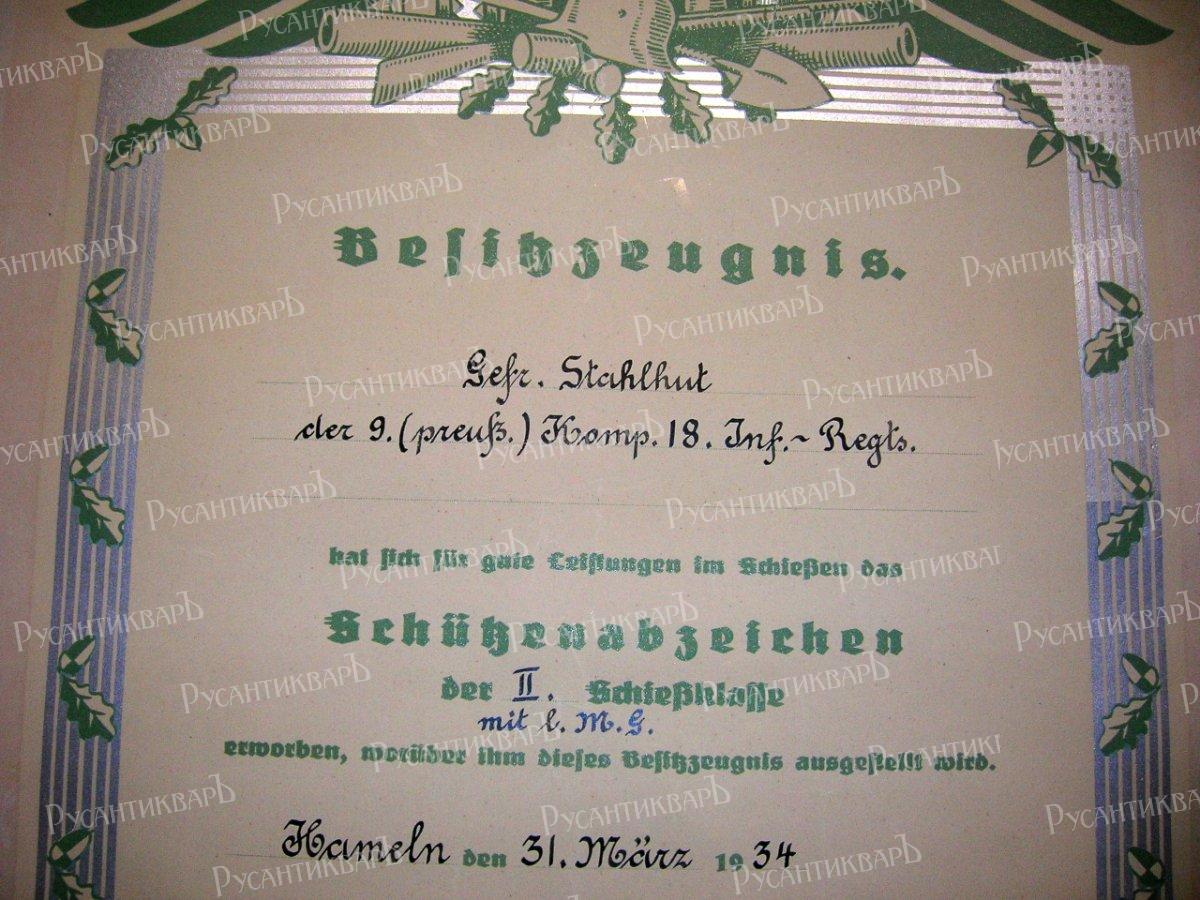 Besitzzeugnis.
Gefr. Stahlhut
der 9. (preuß.) Komp. 18. Inf.- Regts.
hat sich für gute Leistungen im Schießen das
Schützenabzeichen
der II. Schießklasse
mit l. M. G.
erworben, worüber ihm dieses Besitzzeugnis ausgestellt wird.
Hameln den 31. März 1934
РусантикварЪ